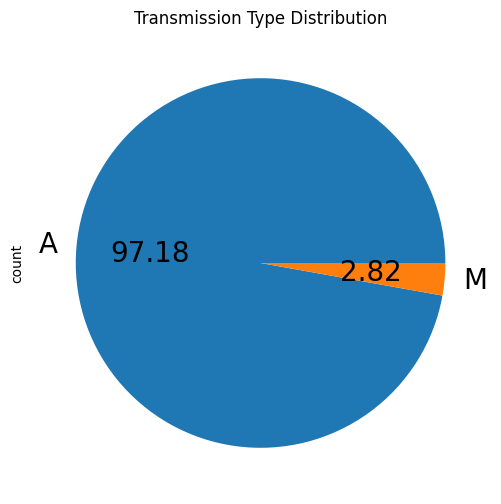 Transmission Type Distribution
A
97.18
2.82
M
count